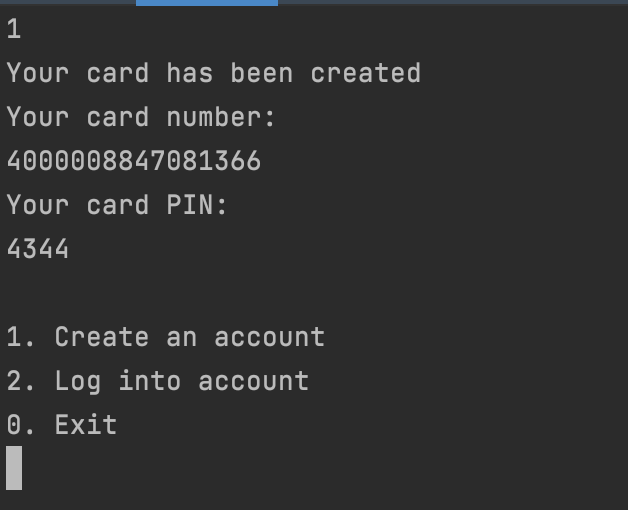 1
Your card has been created
Your card number:
4000008847081366
Your card PIN:
4344
1. Create an account
2. Log into account
0. Exit